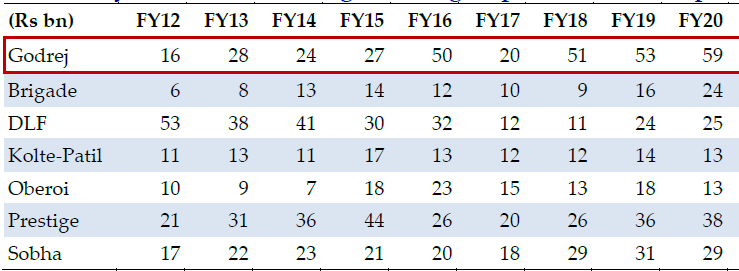 (Rs bn) FY12 FY13 FY14 FY15 FY16 FY17 FY18 FY19 FY20
Godrej 16 28 24 27 50 20 51 53 59
Brigade 6 8 13 14 12 10 9 16 24
DLF 53 38 41 30 32 12 11 24 25
Kolte-Patil 11 13 11 17 13 12 12 14 13
Oberoi 10 9 7 18 23 15 13 18 13
Prestige 21 31 36 44 26 20 26 36 38
Sobha 17 22 23 21 20 18 29 31 29